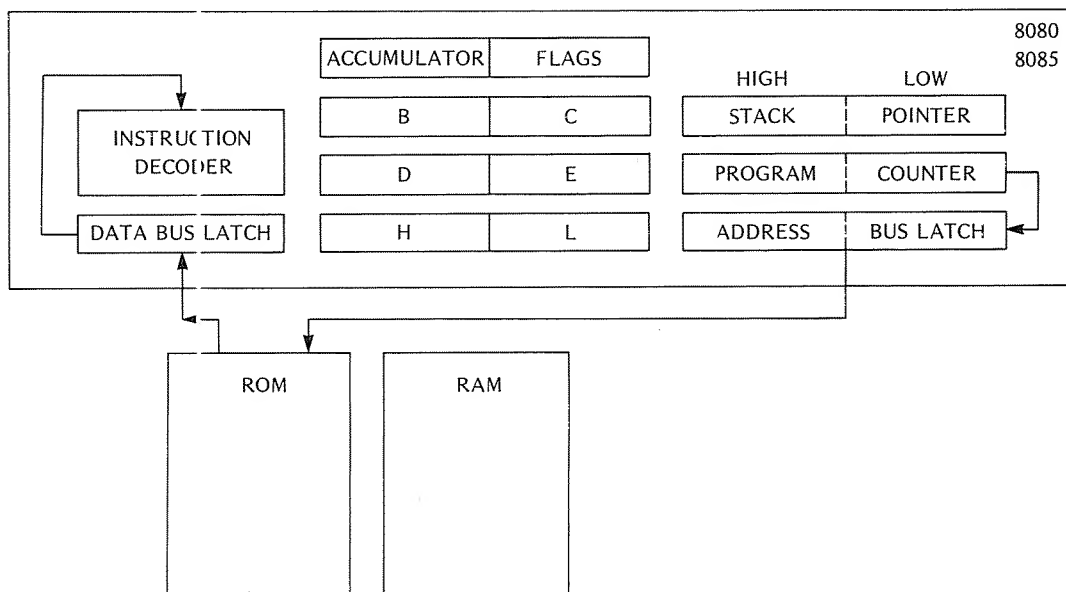 8080
8085
ACCUMULATOR FLAGS
HIGH LOW
B C
STACK POINTER
INSTRUCTION
DECODER
D E
PROGRAM COUNTER
DATA BUS LATCH
H L
ADDRESS BUS LATCH
ROM
RAM